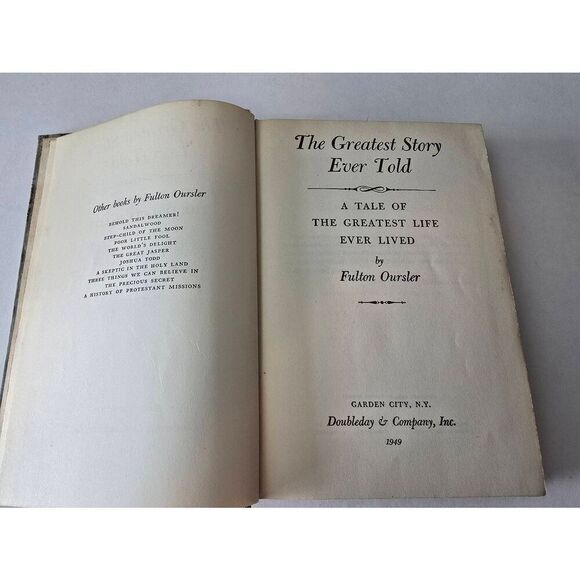 Other books by Fulton Oursler
BEHOLD THIS DREAMER!
SANDALWOOD
STEP-CHILD OF THE MOON
POOR LITTLE FOOL
THE WORLD'S DELIGHT
THE GREAT JASPER
JOSHUA TODD
A SKEPTIC IN THE HOLY LAND
THREE THINGS WE CAN BELIEVE IN
THE PRECIOUS SECRET
A HISTORY OF PROTESTANT MISSIONS
The Greatest Story
Ever Told
A TALE OF
THE GREATEST LIFE
EVER LIVED
by
Fulton Oursler
GARDEN CITY, N.Y.
Doubleday & Company, Inc.
1949